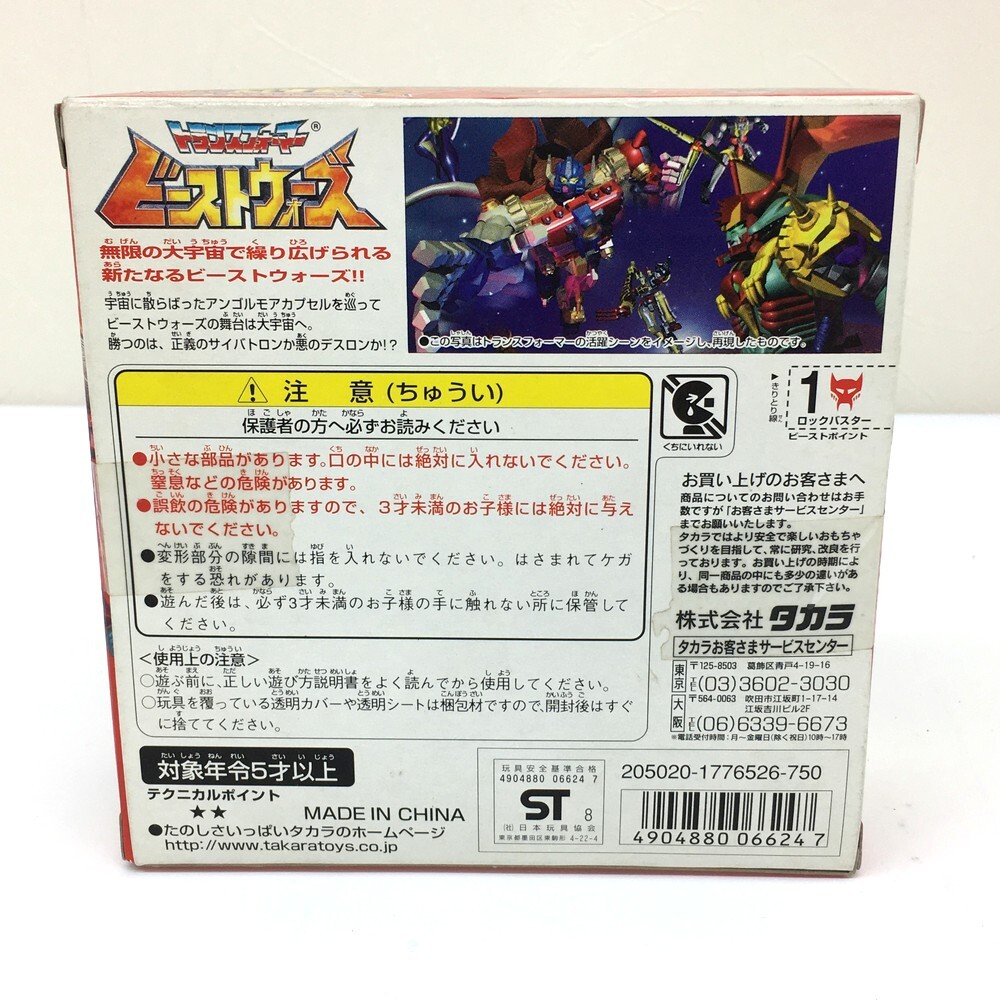 トランスフォーマー®
ビーストウォーズ
無限の大宇宙で繰り広げられる
新たなるビーストウォーズ!!
宇宙に散らばったアンゴルモアカプセルを巡って
ビーストウォーズの舞台は大宇宙へ。
勝つのは、正義のサイバトロンか悪のデストロンか!?
●この写真はトランスフォーマーの活躍シーンをイメージし、再現したものです。
⚠ 注 意 (ちゅうい)
保護者の方へ必ずお読みください
●小さな部品があります。口の中には絶対に入れないでください。
窒息などの危険があります。
●誤飲の危険がありますので、3才未満のお子様には絶対に与え
ないでください。
●変形部分の隙間には指を入れないでください。はさまれてケガ
をする恐れがあります。
●遊んだ後は、必ず3才未満のお子様の手に触れない所に保管して
ください。
<使用上の注意>
○遊ぶ前に、正しい遊び方説明書をよく読んでから使用してください。
○玩具を覆っている透明カバーや透明シートは梱包材ですので、開封後はすぐ
に捨ててください。
対象年令5才以上
テクニカルポイント
★★
MADE IN CHINA
●たのしさいっぱいタカラのホームページ
http://www.takaratoys.co.jp
くちにいれない
▶きりとり線
1
ロックバスター
ビーストポイント
お買い上げのお客さまへ
商品についてのお問い合わせはお手
数ですが「お客さまサービスセンター」
までお願いいたします。
タカラではより安全で楽しいおもちゃ
づくりを目指して、常に研究、改良を行
っております。お買い上げの時期によ
り、同一商品の中にも多少の違いがあ
る場合もありますのでご了承下さい。
株式会社 タカラ
タカラお客さまサービスセンター
東京 〒125-8503 葛飾区青戸4-19-16
TEL(03)3602-3030
大阪 〒564-0063 吹田市江坂町1-17-14
江坂吉川ビル2F
TEL(06)6339-6673
※電話受付時間:月〜金曜日(除く祝日)10時〜17時
玩具安全基準合格
4904880 06624 7
ST 8
(社)日本玩具協会
東京都墨田区東駒形 4-22-4
205020-1776526-750
4904880 066247